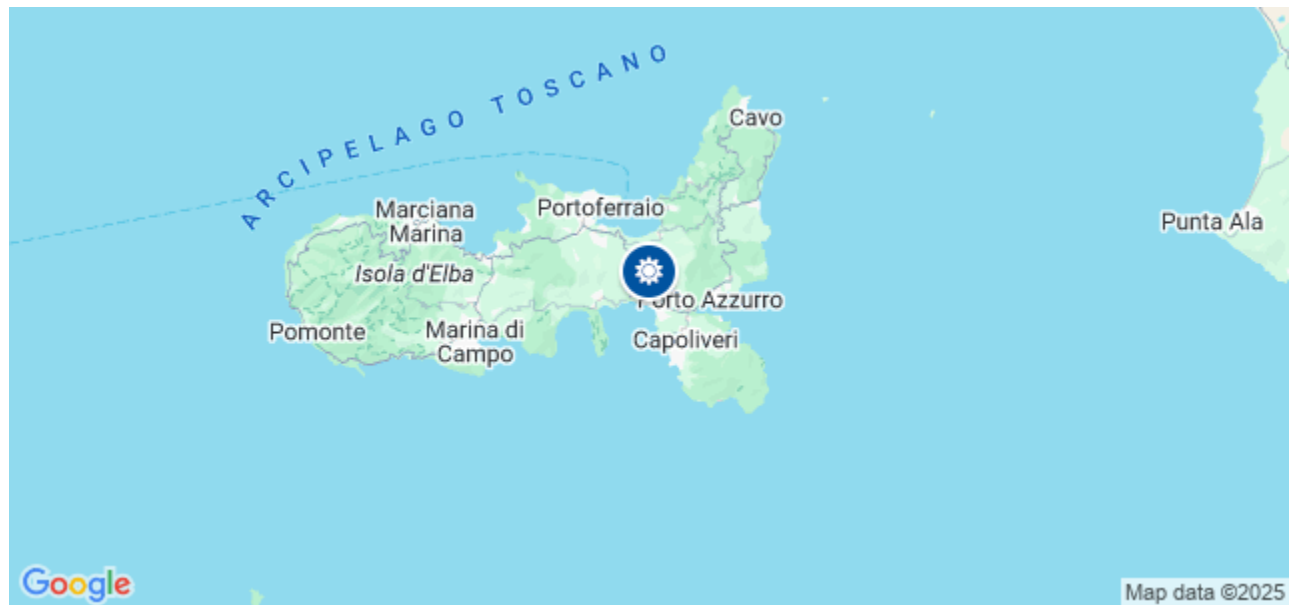 ARCIPELAGO TOSCANO
Cavo
Marciana
Marina
Portoferraio
Punta Ala
Isola d'Elba
Porto Azzurro
Pomonte
Marina di
Campo
Capoliveri
Google
Map data ©2025